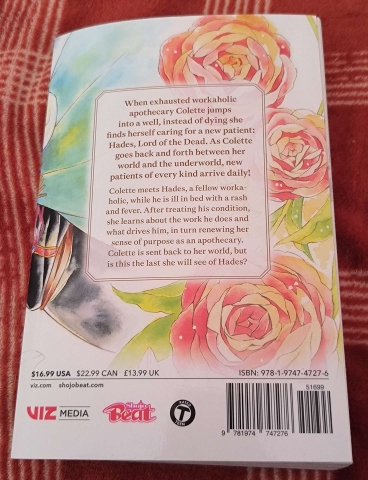 When exhausted workaholic
apothecary Colette jumps
into a well, instead of dying she
finds herself caring for a new patient:
Hades, Lord of the Dead. As Colette
goes back and forth between her
world and the underworld, new
patients of every kind arrive daily!
Colette meets Hades, a fellow worka-
holic, while he is ill in bed with a rash
and fever. After treating his condition,
she learns about the work he does and
what drives him, in turn renewing her
sense of purpose as an apothecary.
Colette is sent back to her world, but
is this the last she will see of Hades?
$16.99 USA $22.99 CAN £13.99 UK
ISBN: 978-1-9747-4727-6
viz.com shojobeat.com
51699
VIZ MEDIA
Shojo Beat
RATED T TEEN
9 781974 747276